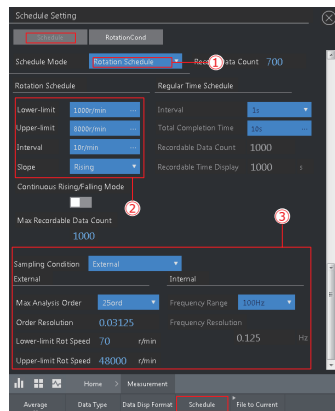 Schedule Setting
Schedule
RotationCond
Schedule Mode
Rotation Schedule
1
Data Count 700
Rotation Schedule
Regular Time Schedule
Lower-limit 1000r/min ...
Interval 1s
Upper-limit 8000r/min ...
Total Completion Time 10s ...
Interval 10r/min ...
Recordable Data Count 1000
Slope Rising
Recordable Time Display 1000 s
Continuous Rising/Falling Mode
2
3
Max Recordable Data Count
1000
Sampling Condition External
External
Internal
Max Analysis Order 25ord
Frequency Range 100Hz
Order Resolution 0.03125
Frequency Resolution
0.125 Hz
Lower-limit Rot Speed 70 r/min
Upper-limit Rot Speed 48000 r/min
Home > Measurement
Average
Data Type
Data Disp Format
Schedule
File to Current